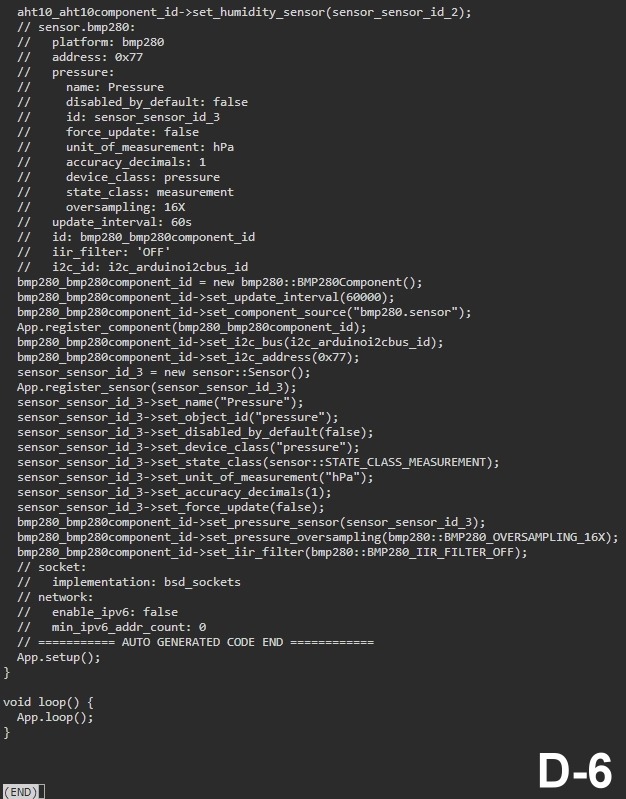 aht10_aht10component_id->set_humidity_sensor(sensor_sensor_id_2);
  // sensor.bmp280:
  //   platform: bmp280
  //   address: 0x77
  //   pressure:
  //     name: Pressure
  //     disabled_by_default: false
  //     id: sensor_sensor_id_3
  //     force_update: false
  //     unit_of_measurement: hPa
  //     accuracy_decimals: 1
  //     device_class: pressure
  //     state_class: measurement
  //     oversampling: 16X
  //   update_interval: 60s
  //   id: bmp280_bmp280component_id
  //   iir_filter: 'OFF'
  //   i2c_id: i2c_arduinoi2cbus_id
  bmp280_bmp280component_id = new bmp280::BMP280Component();
  bmp280_bmp280component_id->set_update_interval(60000);
  bmp280_bmp280component_id->set_component_source("bmp280.sensor");
  App.register_component(bmp280_bmp280component_id);
  bmp280_bmp280component_id->set_i2c_bus(i2c_arduinoi2cbus_id);
  bmp280_bmp280component_id->set_i2c_address(0x77);
  sensor_sensor_id_3 = new sensor::Sensor();
  App.register_sensor(sensor_sensor_id_3);
  sensor_sensor_id_3->set_name("Pressure");
  sensor_sensor_id_3->set_object_id("pressure");
  sensor_sensor_id_3->set_disabled_by_default(false);
  sensor_sensor_id_3->set_device_class("pressure");
  sensor_sensor_id_3->set_state_class(sensor::STATE_CLASS_MEASUREMENT);
  sensor_sensor_id_3->set_unit_of_measurement("hPa");
  sensor_sensor_id_3->set_accuracy_decimals(1);
  sensor_sensor_id_3->set_force_update(false);
  bmp280_bmp280component_id->set_pressure_sensor(sensor_sensor_id_3);
  bmp280_bmp280component_id->set_pressure_oversampling(bmp280::BMP280_OVERSAMPLING_16X);
  bmp280_bmp280component_id->set_iir_filter(bmp280::BMP280_IIR_FILTER_OFF);
  // socket:
  //   implementation: bsd_sockets
  // network:
  //   enable_ipv6: false
  //   min_ipv6_addr_count: 0
  // =========== AUTO GENERATED CODE END ============
  App.setup();
}

void loop() {
  App.loop();
}
D-6
(END)